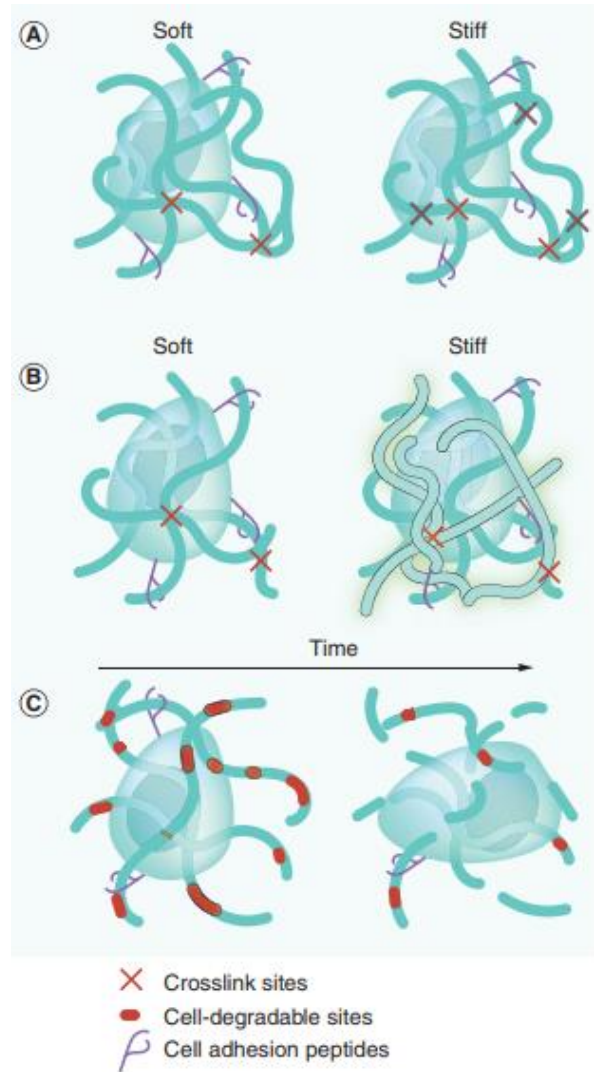 A
Soft
Stiff
B
Soft
Stiff
Time
C
Crosslink sites
Cell-degradable sites
Cell adhesion peptides